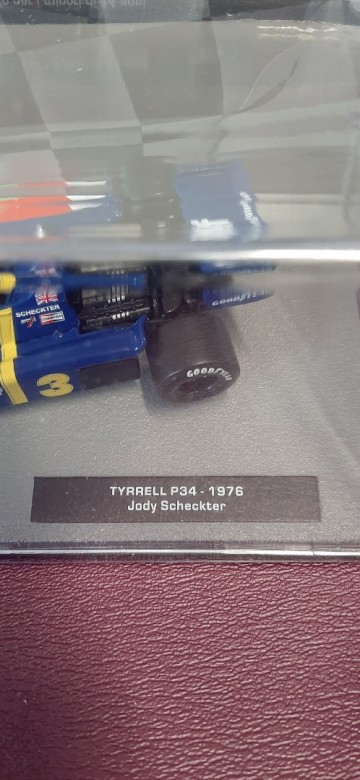 SCHECKTER
GOODYEAR
3
GOODYEAR
TYRRELL P34 - 1976
Jody Scheckter